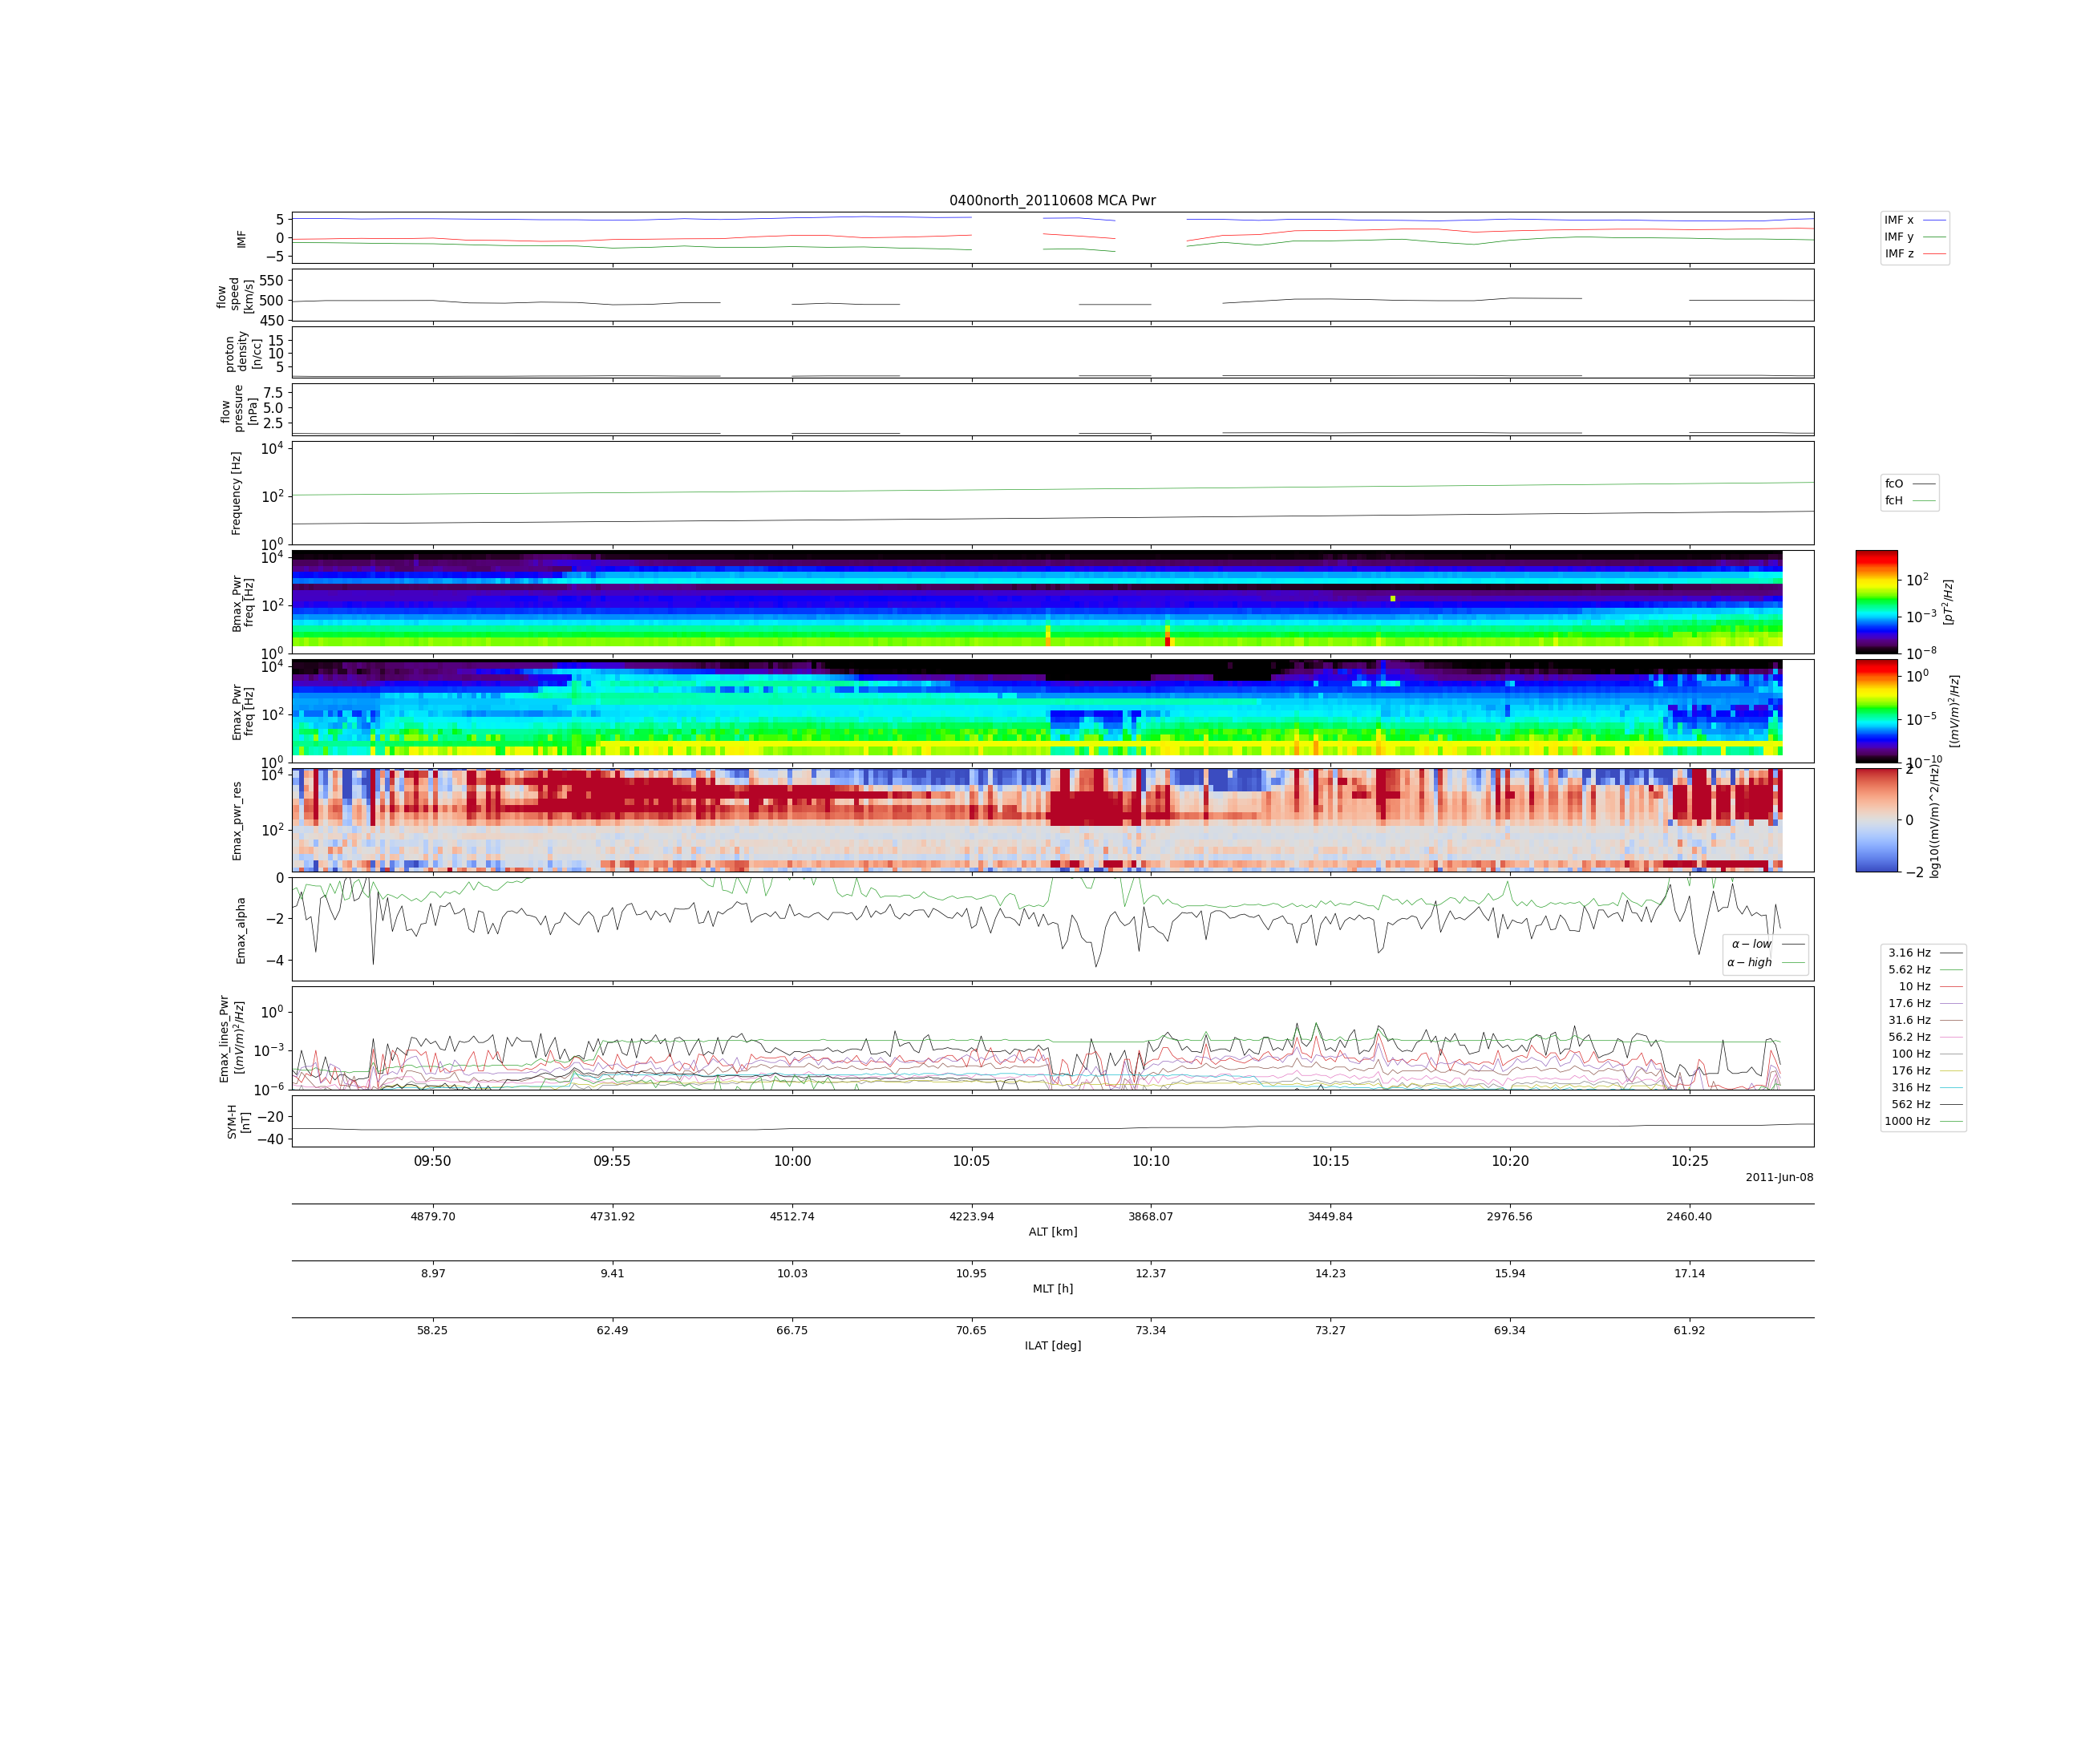 0400north_20110608 MCA Pwr
5
0
−5
IMF
IMF x
IMF y
IMF z
550
500
450
flow
speed
[km/s]
15
10
5
proton
density
[n/cc]
7.5
5.0
2.5
flow
pressure
[nPa]
10^4
10^2
10^0
Frequency [Hz]
fcO
fcH
10^4
10^2
10^0
Bmax_Pwr
freq [Hz]
10^2
10^−3
10^−8
[pT^2/Hz]
10^4
10^2
10^0
Emax_Pwr
freq [Hz]
10^0
10^−5
10^−10
[(mV/m)^2/Hz]
10^4
10^2
Emax_pwr_res
2
0
−2
log10((mV/m)^2/Hz)
0
−2
−4
Emax_alpha
α − low
α − high
10^0
10^−3
10^−6
Emax_lines_Pwr
[(mV/m)^2/Hz]
3.16 Hz
5.62 Hz
10 Hz
17.6 Hz
31.6 Hz
56.2 Hz
100 Hz
176 Hz
316 Hz
562 Hz
1000 Hz
−20
−40
SYM-H
[nT]
09:50 09:55 10:00 10:05 10:10 10:15 10:20 10:25
2011-Jun-08
4879.70 4731.92 4512.74 4223.94 3868.07 3449.84 2976.56 2460.40
ALT [km]
8.97 9.41 10.03 10.95 12.37 14.23 15.94 17.14
MLT [h]
58.25 62.49 66.75 70.65 73.34 73.27 69.34 61.92
ILAT [deg]